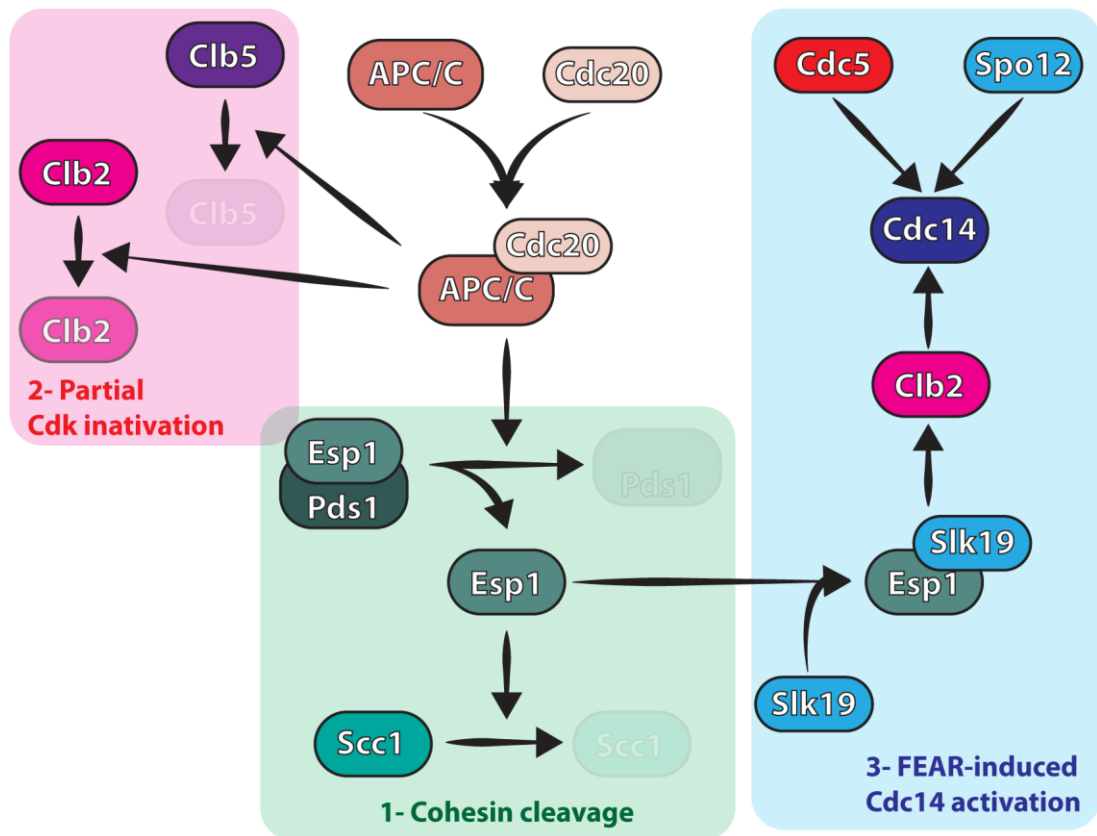 Clb5
APC/C
Cdc20
Cdc5
Spo12
Clb2
Clb5
Cdc20
Cdc14
APC/C
Clb2
Clb2
2- Partial
Cdk inativation
Esp1
Pds1
Pds1
Slk19
Esp1
Esp1
Slk19
Scc1
Scc1
3- FEAR-induced
Cdc14 activation
1- Cohesin cleavage